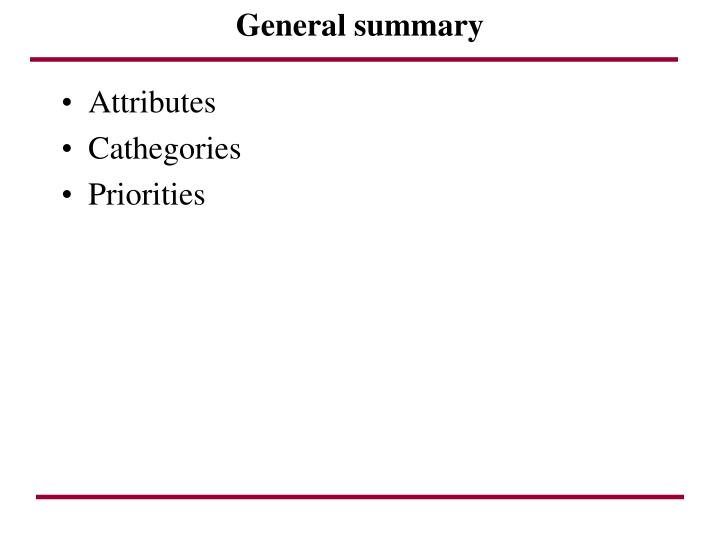 General summary
• Attributes
• Cathegories
• Priorities